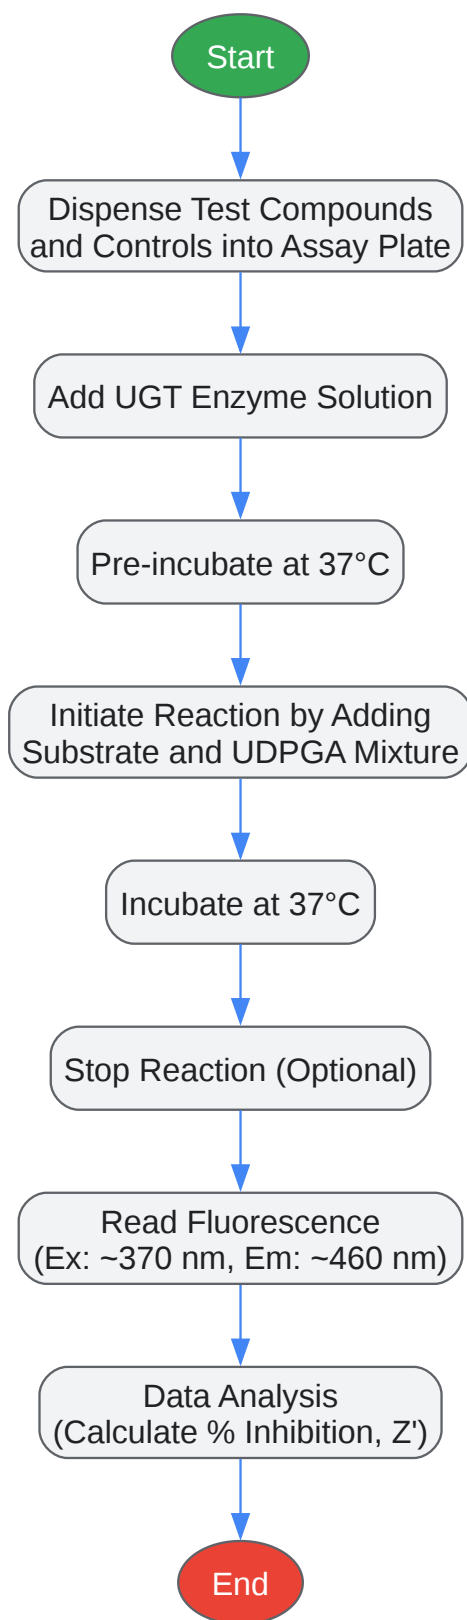 Start
Dispense Test Compounds
and Controls into Assay Plate
Add UGT Enzyme Solution
Pre-incubate at 37°C
Initiate Reaction by Adding
Substrate and UDPGA Mixture
Incubate at 37°C
Stop Reaction (Optional)
Read Fluorescence
(Ex: ~370 nm, Em: ~460 nm)
Data Analysis
(Calculate % Inhibition, Z')
End